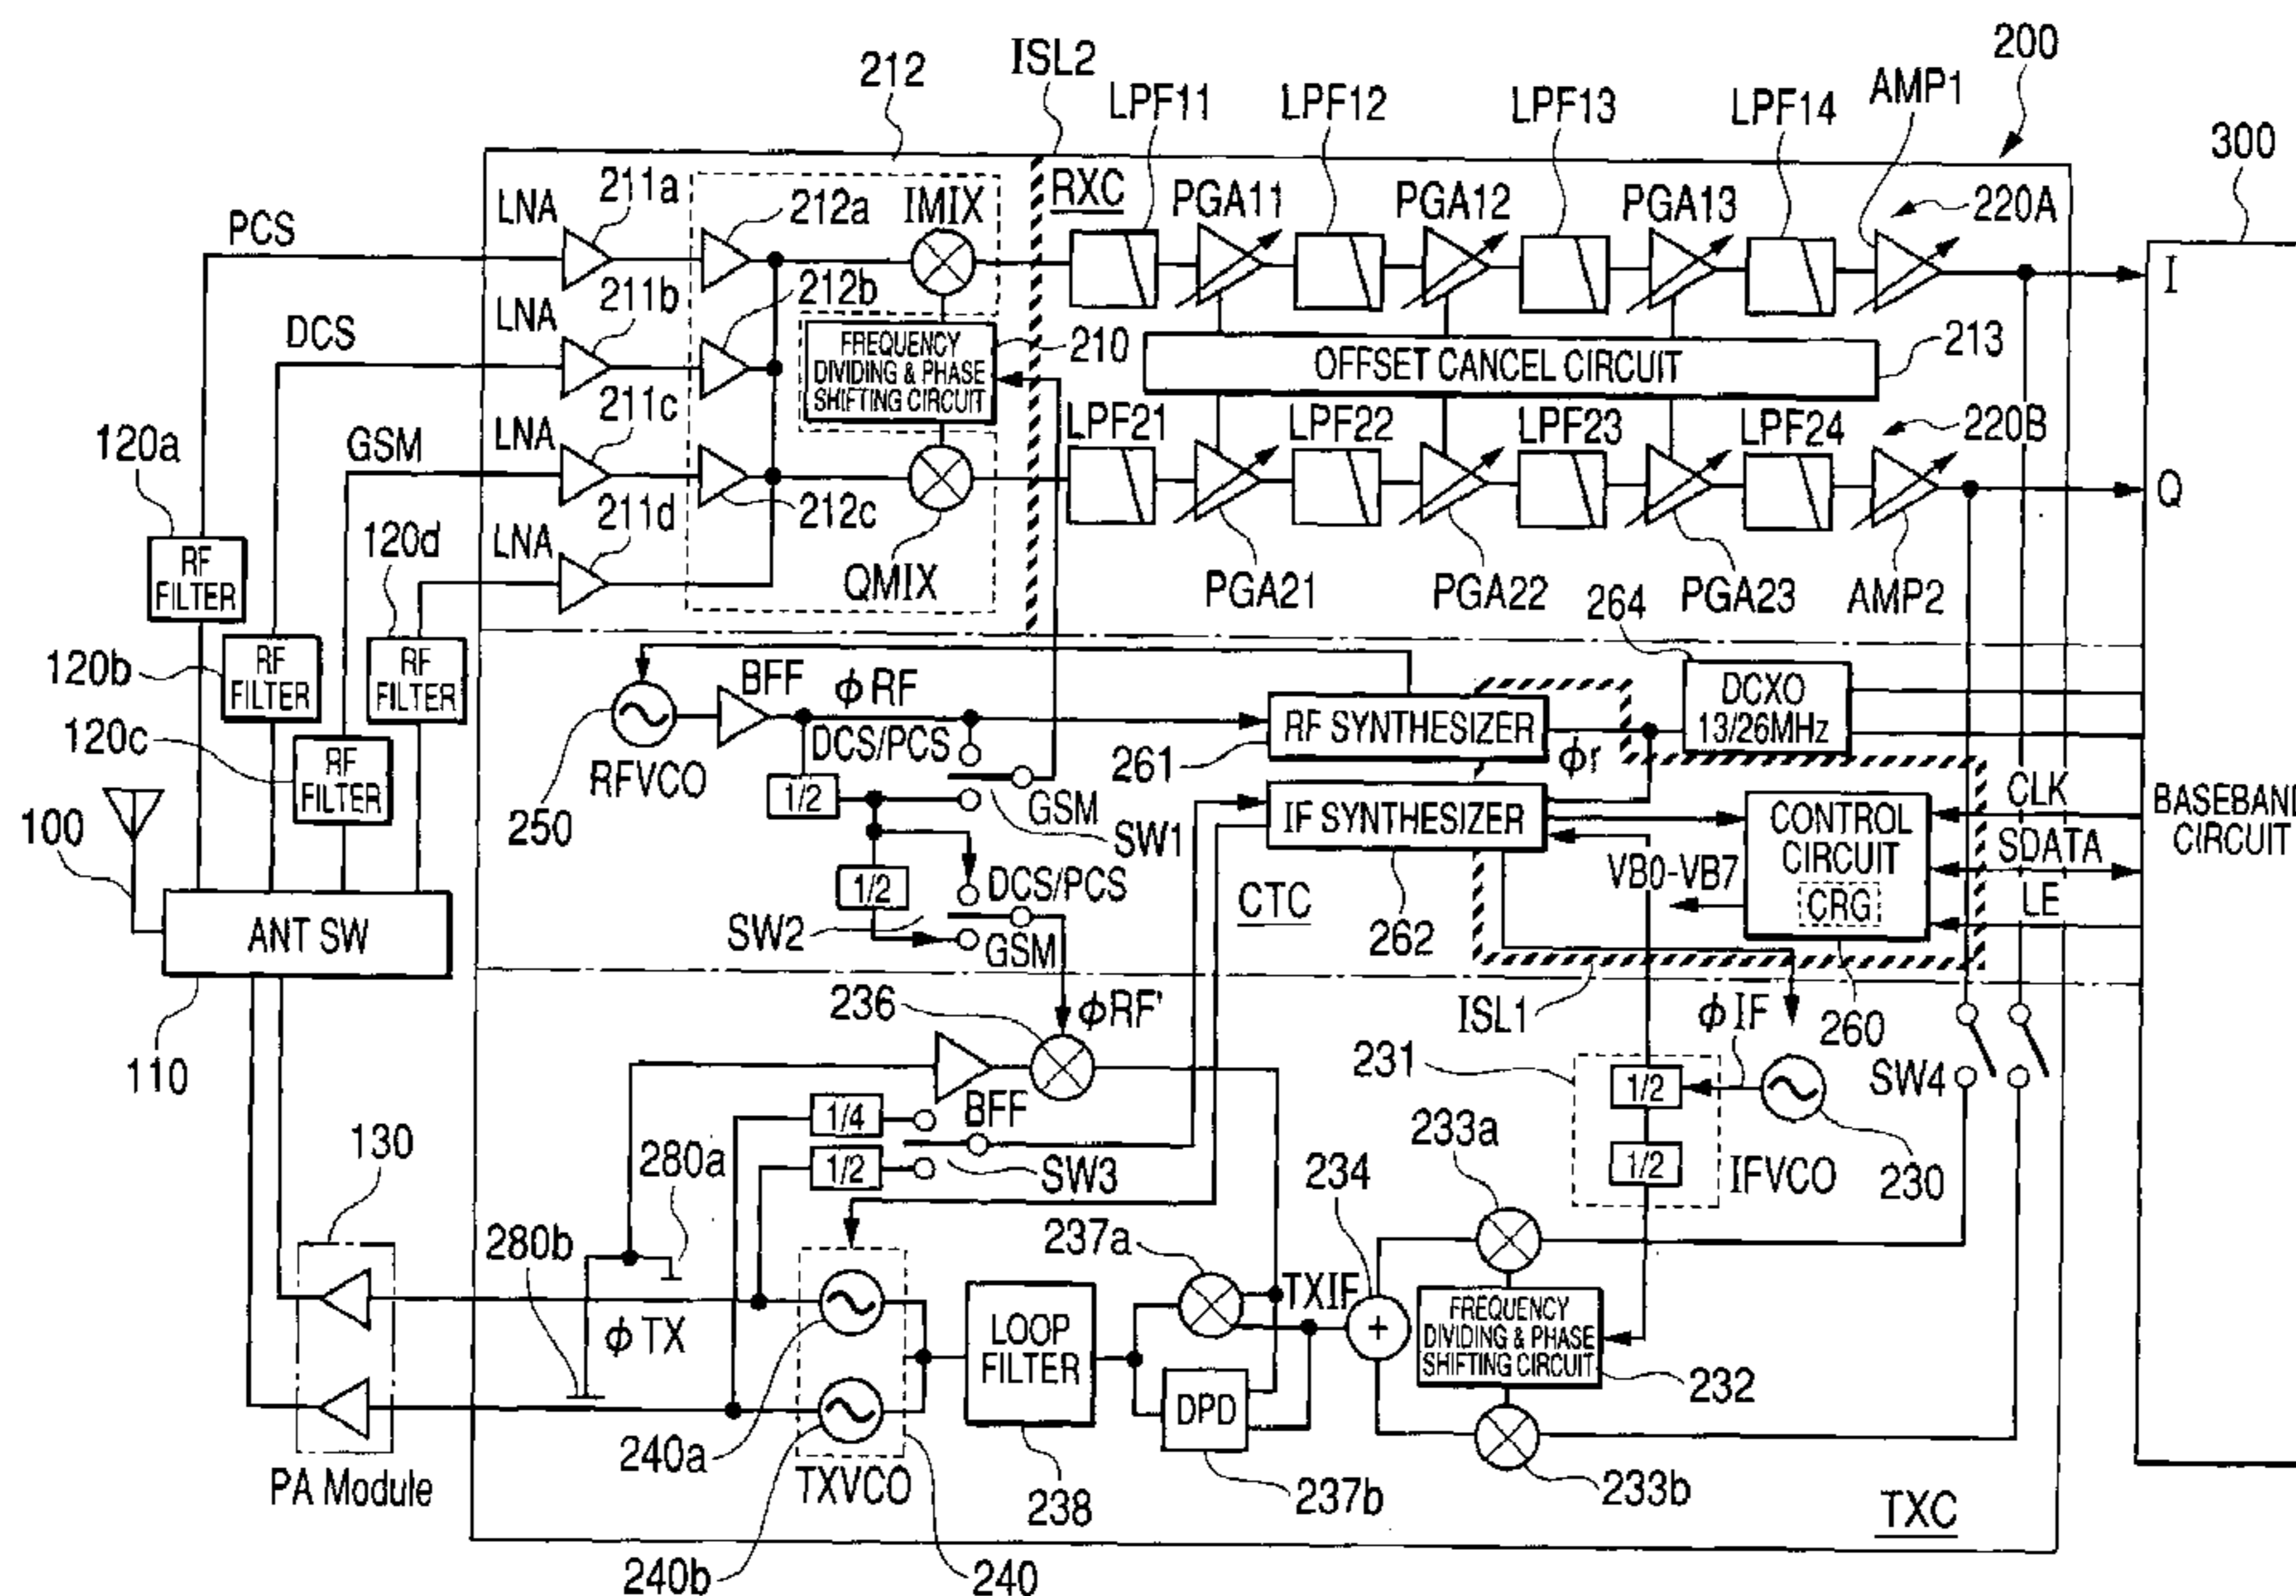 212
ISL2
200
LPF11
LPF12
LPF13
LPF14
AMP1
300
LNA
211a
212a
IMIX
RXC
PGA11
PGA12
PGA13
220A
PCS
I
LNA
211b
212b
DCS
FREQUENCY
DIVIDING & PHASE
SHIFTING CIRCUIT
210
OFFSET CANCEL CIRCUIT
213
LNA
211c
LPF21
LPF22
LPF23
LPF24
220B
120a
GSM
Q
LNA
211d
212c
120d
RF
FILTER
QMIX
PGA21
PGA22
PGA23
AMP2
264
120b
RF
FILTER
RF
FILTER
BFF
ϕRF
DCXO
13/26MHz
RF SYNTHESIZER
120c
RF
FILTER
DCS/PCS
261
ϕr
RFVCO
1/2
GSM
250
SW1
IF SYNTHESIZER
CONTROL
CIRCUIT
CRG
CLK
BASEBAND
CIRCUIT
SDATA
100
1/2
DCS/PCS
VB0-VB7
CTC
LE
ANT SW
SW2
GSM
262
236
ϕRF'
ISL1
ϕIF
260
110
231
1/2
SW4
BFF
1/4
233a
130
280a
1/2
SW3
1/2
IFVCO
230
234
280b
237a
TXIF
+
LOOP
FILTER
FREQUENCY
DIVIDING & PHASE
SHIFTING CIRCUIT
ϕTX
232
DPD
240a
PA Module
TXVCO
238
237b
233b
TXC
240b
240